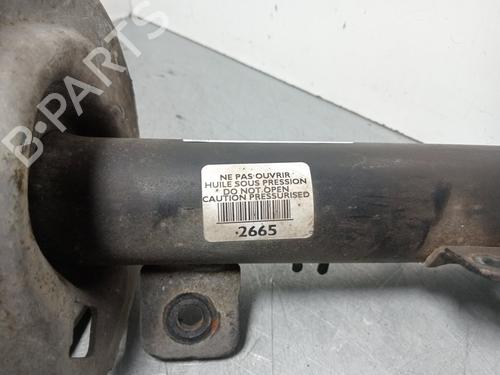 B-PARTS
NE PAS OUVRIR
HUILE SOUS PRESSION
DO NOT OPEN
CAUTION PRESSURISED
2665